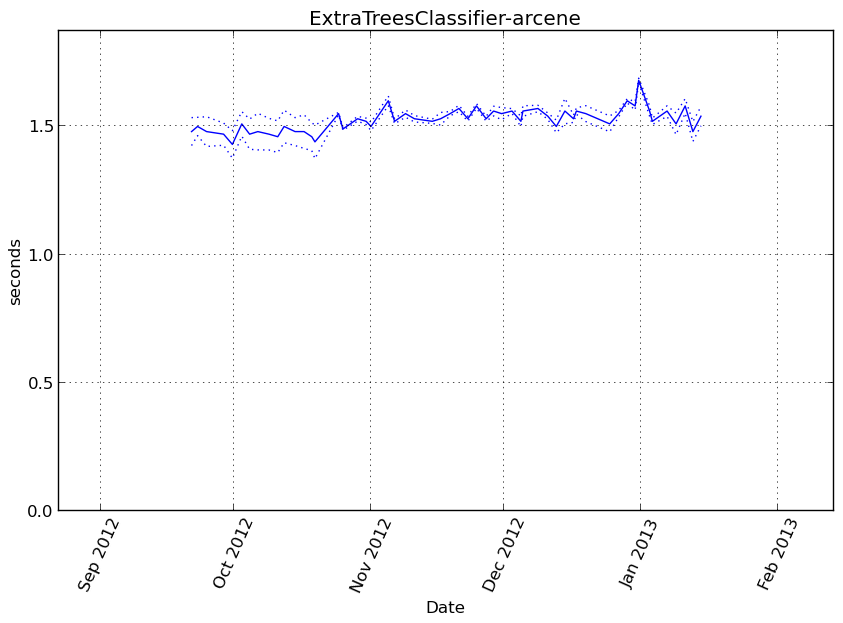 ExtraTreesClassifier-arcene
1.5
1.0
0.5
0.0
seconds
Sep 2012
Oct 2012
Nov 2012
Dec 2012
Jan 2013
Feb 2013
Date